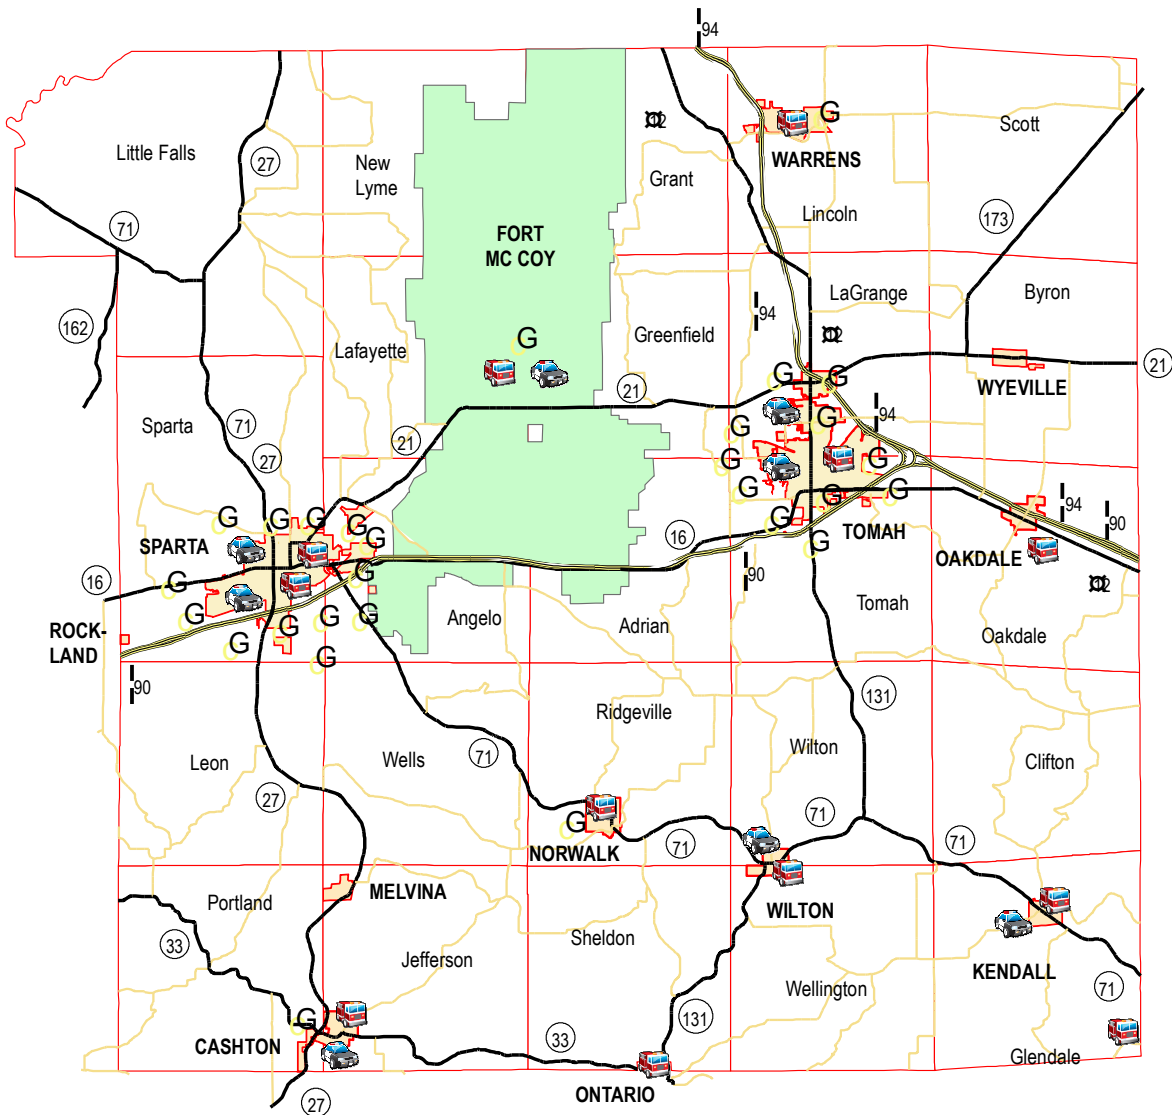 94
G
Little Falls
27
New
Lyme
Grant
WARRENS
Scott
Lincoln
71
FORT
MC COY
173
162
G
94
LaGrange
Byron
Lafayette
Greenfield
21
WYEVILLE
21
G
G
Sparta
71
21
G
G
94
27
G
G
G
G
G
94
90
G
G
G
G
G
G
SPARTA
16
TOMAH
OAKDALE
G
G
16
G
90
G
G
G
G
Angelo
Adrian
Tomah
Oakdale
ROCK-
LAND
G
G
G
90
131
Ridgeville
Leon
Wells
71
Wilton
Clifton
27
G
NORWALK
71
71
71
MELVINA
Portland
WILTON
33
Jefferson
Sheldon
KENDALL
Wellington
71
G
CASHTON
33
131
Glendale
ONTARIO
27